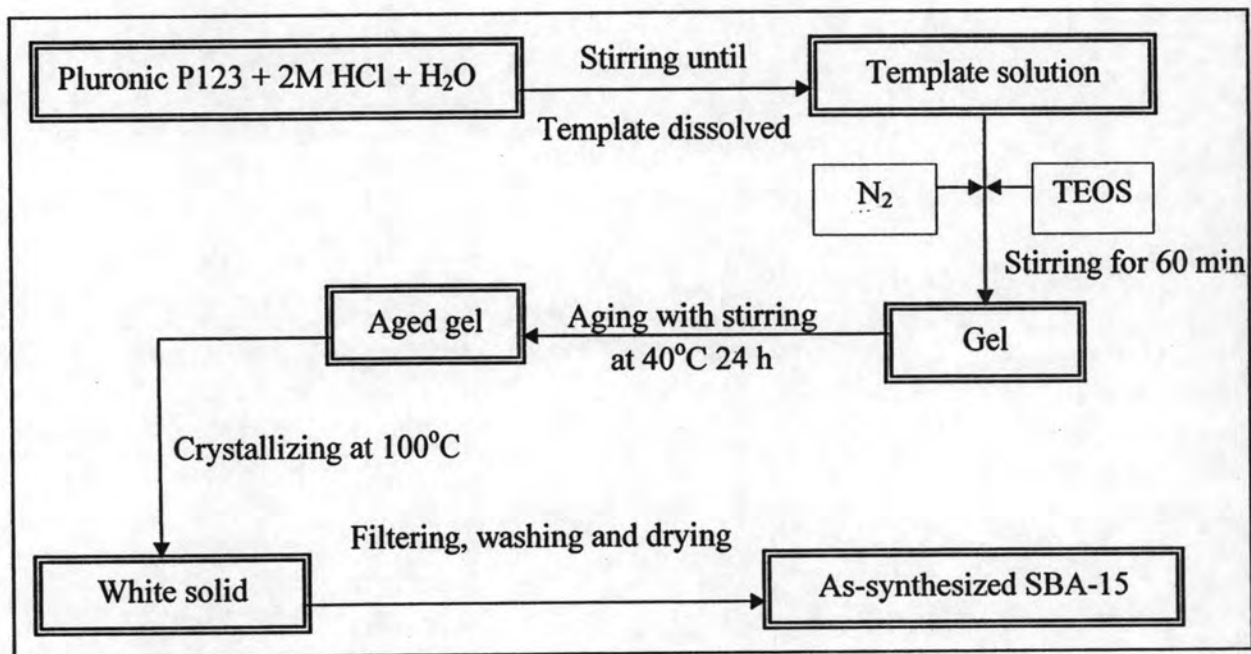 Pluronic P123 + 2M HCl + H₂O
Stirring until
Template dissolved
Template solution
N₂
TEOS
Stirring for 60 min
Gel
Aging with stirring
at 40°C 24 h
Aged gel
Crystallizing at 100°C
White solid
Filtering, washing and drying
As-synthesized SBA-15